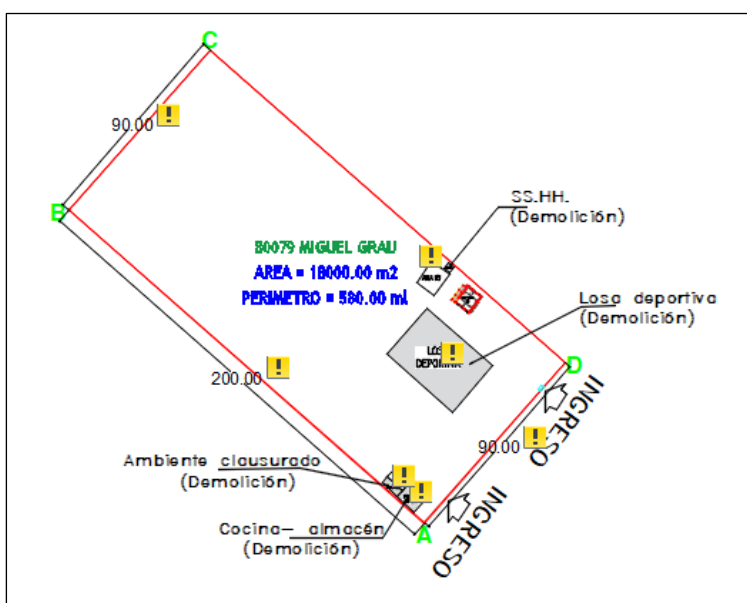 C
90.00
B
SS.HH.
(Demolición)
80079 MIGUEL GRAU
AREA = 18000.00 m2
PERIMETRO = 580.00 ml
Losa deportiva
(Demolición)
D
200.00
INGRESO
90.00
Ambiente clausurado
(Demolición)
INGRESO
Cocina- almacén
(Demolición)
A